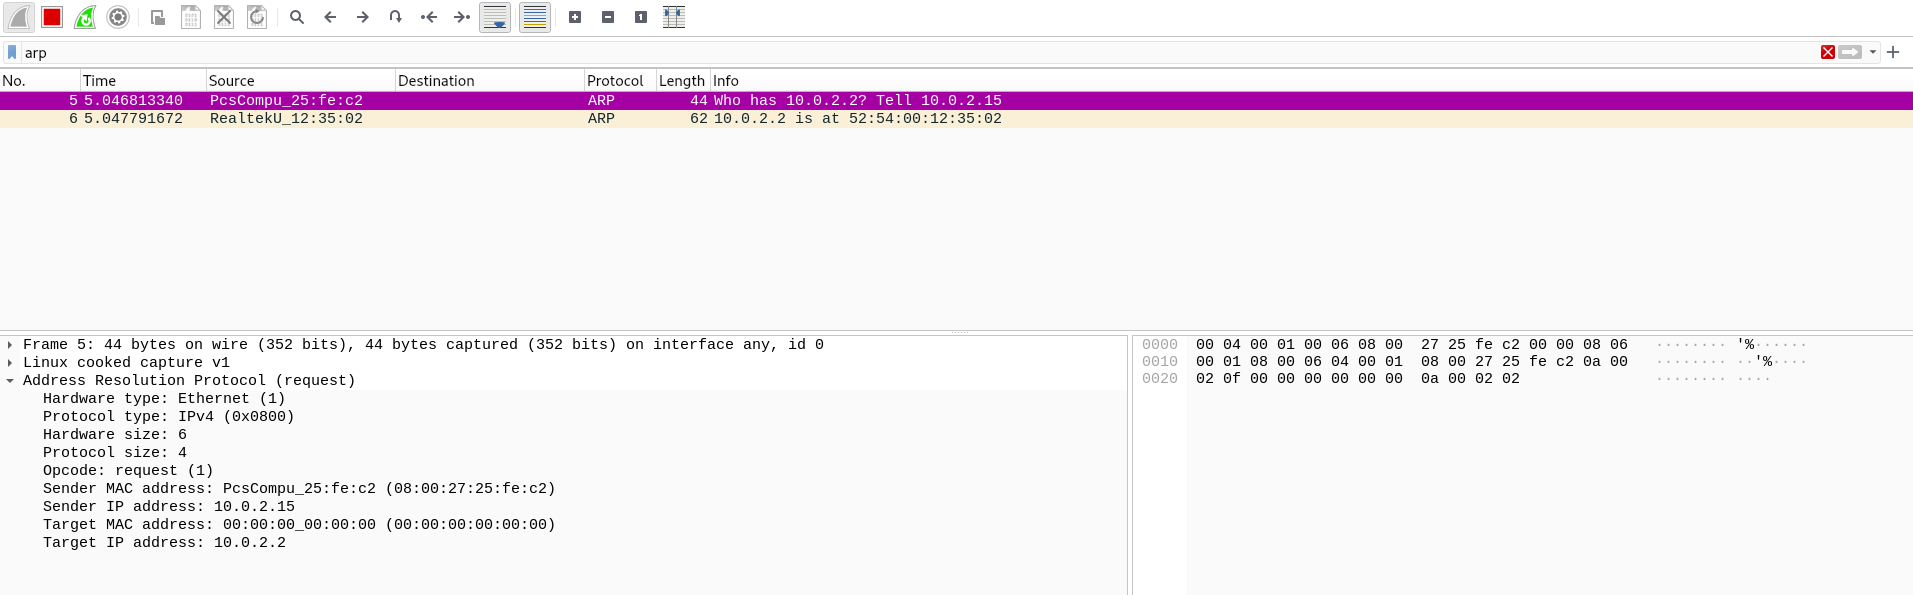 arp
No. Time Source Destination Protocol Length Info
5 5.046813340 PcsCompu_25:fe:c2 ARP 44 Who has 10.0.2.2? Tell 10.0.2.15
6 5.047791672 RealtekU_12:35:02 ARP 62 10.0.2.2 is at 52:54:00:12:35:02
Frame 5: 44 bytes on wire (352 bits), 44 bytes captured (352 bits) on interface any, id 0
Linux cooked capture v1
Address Resolution Protocol (request)
Hardware type: Ethernet (1)
Protocol type: IPv4 (0x0800)
Hardware size: 6
Protocol size: 4
Opcode: request (1)
Sender MAC address: PcsCompu_25:fe:c2 (08:00:27:25:fe:c2)
Sender IP address: 10.0.2.15
Target MAC address: 00:00:00_00:00:00 (00:00:00:00:00:00)
Target IP address: 10.0.2.2
0000 00 04 00 01 00 06 08 00 27 25 fe c2 00 00 08 06 ········ '%······
0010 00 01 08 00 06 04 00 01 08 00 27 25 fe c2 0a 00 ········ ··'%····
0020 02 0f 00 00 00 00 00 00 0a 00 02 02 ········ ····